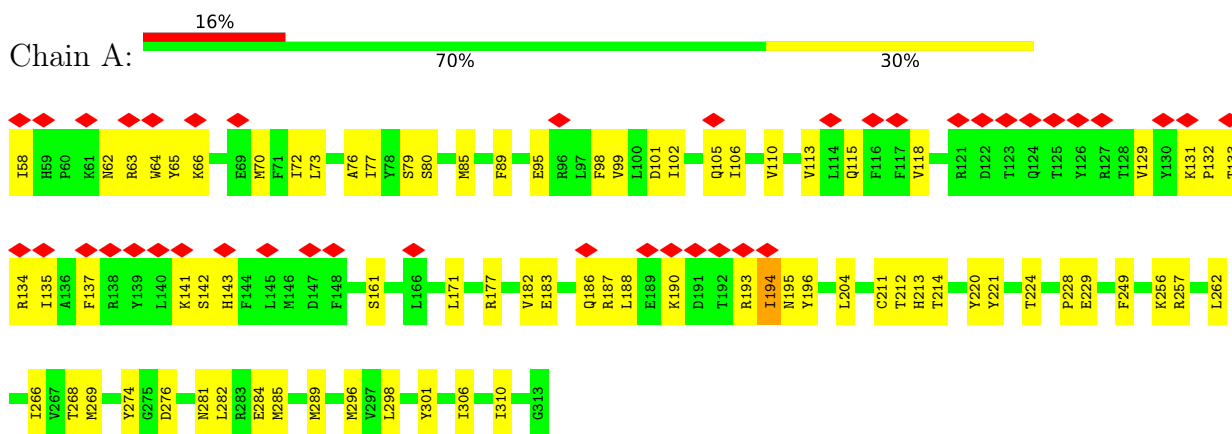 16%
Chain A:
70% 30%
I58 H59 P60 K61 N62 R63 W64 Y65 K66 E69 M70 F71 I72 L73 A76 I77 Y78 S79 S80 M85 F89 E95 R96 L97 F98 V99 L100 D101 I102 Q105 I106 V110 V113 L114 Q115 F116 F117 V118 R121 D122 T123 Q124 T125 Y126 R127 T128 V129 Y130 K131 P132 T133
R134 I135 A136 F137 R138 Y139 L140 K141 S142 H143 F144 L145 M146 D147 F148 S161 L166 L171 R177 V182 E183 Q186 R187 L188 E189 K190 D191 T192 R193 I194 N195 Y196 L204 C211 T212 H213 T214 Y220 Y221 T224 P228 E229 F249 K256 R257 L262
I266 V267 T268 M269 Y274 G275 D276 N281 L282 R283 E284 M285 M289 M296 V297 L298 Y301 I306 I310 G313